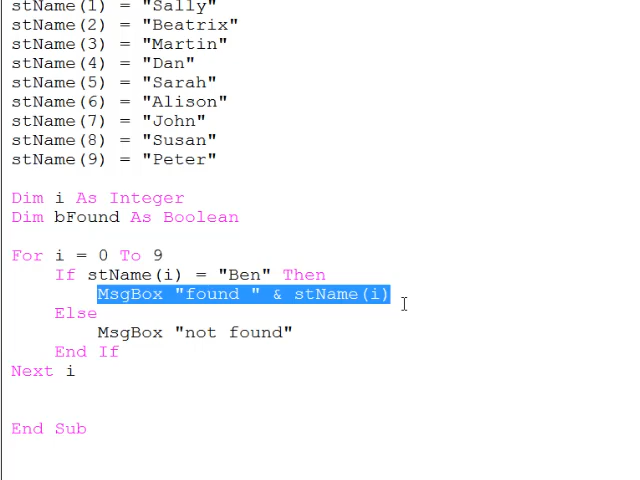 stName(1) = "Sally"
stName(2) = "Beatrix"
stName(3) = "Martin"
stName(4) = "Dan"
stName(5) = "Sarah"
stName(6) = "Alison"
stName(7) = "John"
stName(8) = "Susan"
stName(9) = "Peter"
Dim i As Integer
Dim bFound As Boolean
For i = 0 To 9
If stName(i) = "Ben" Then
MsgBox "found " & stName(i)
Else
MsgBox "not found"
End If
Next i
End Sub